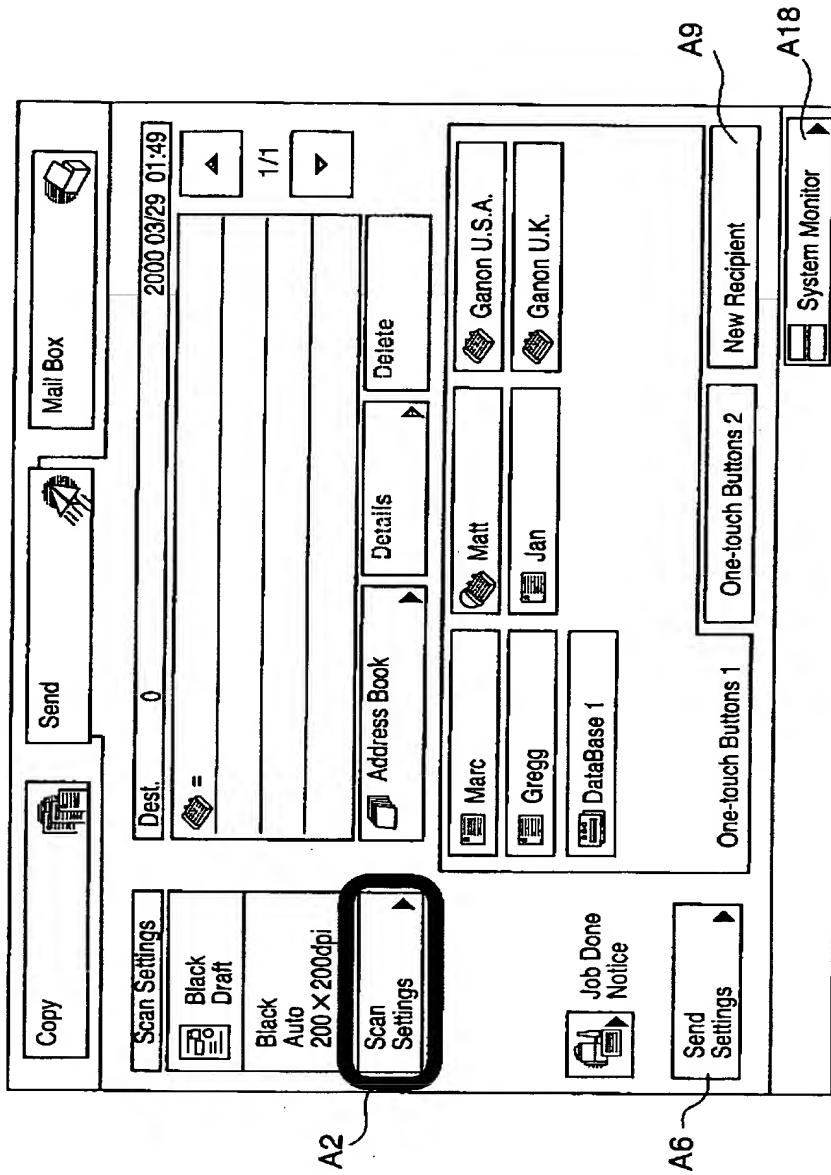 Copy
Send
Mail Box
Scan Settings
Dest. 0 2000 03/29 01:49
Black
Draft
=
1/1
Black
Auto
200 X 200dpi
A2
Scan
Settings
Address Book
Details
Delete
Marc
Matt
Ganon U.S.A.
Gregg
Jan
Ganon U.K.
DataBase 1
Job Done
Notice
A6
Send
Settings
One-touch Buttons 1
One-touch Buttons 2
New Recipient
A9
System Monitor
A18